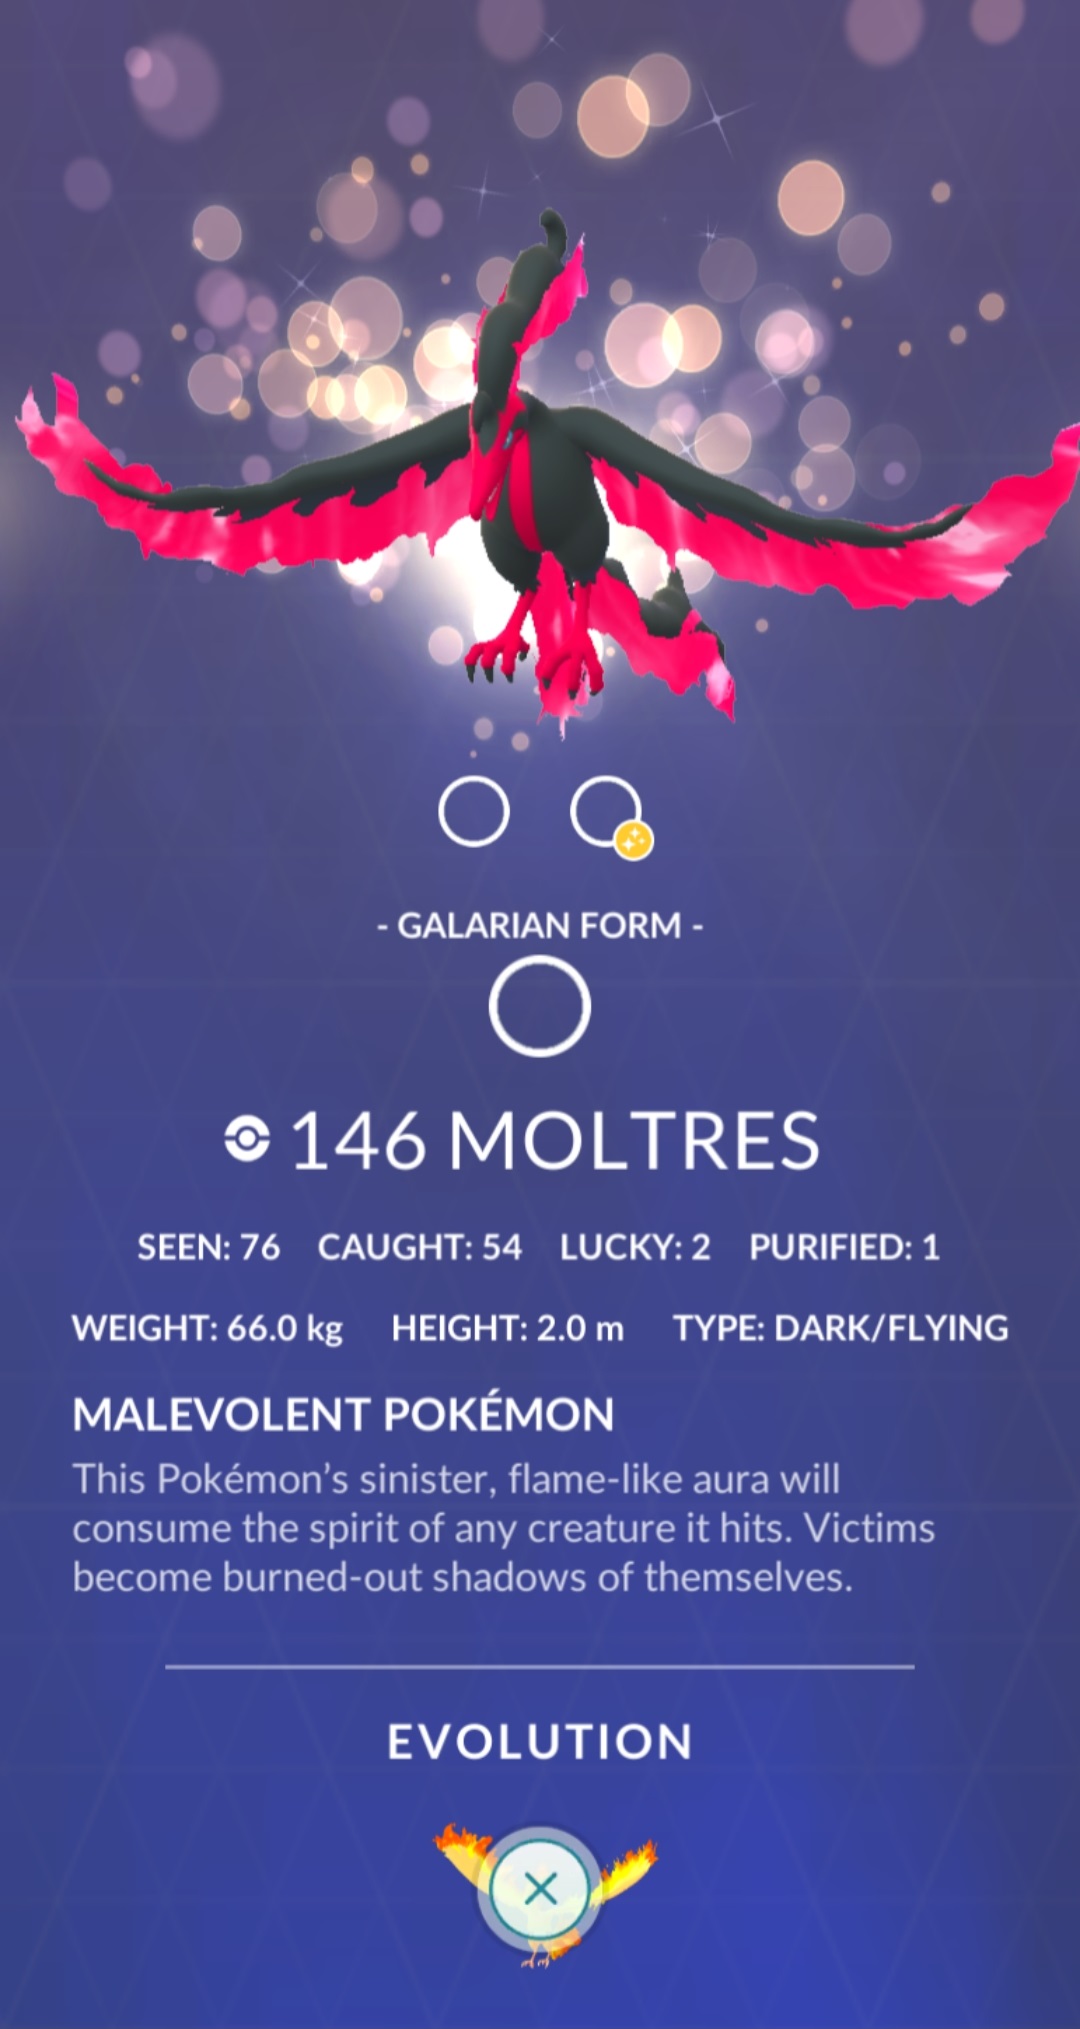 - GALARIAN FORM -
146 MOLTRES
SEEN: 76 CAUGHT: 54 LUCKY: 2 PURIFIED: 1
WEIGHT: 66.0 kg HEIGHT: 2.0 m TYPE: DARK/FLYING
MALEVOLENT POKÉMON
This Pokémon’s sinister, flame-like aura will
consume the spirit of any creature it hits. Victims
become burned-out shadows of themselves.
EVOLUTION